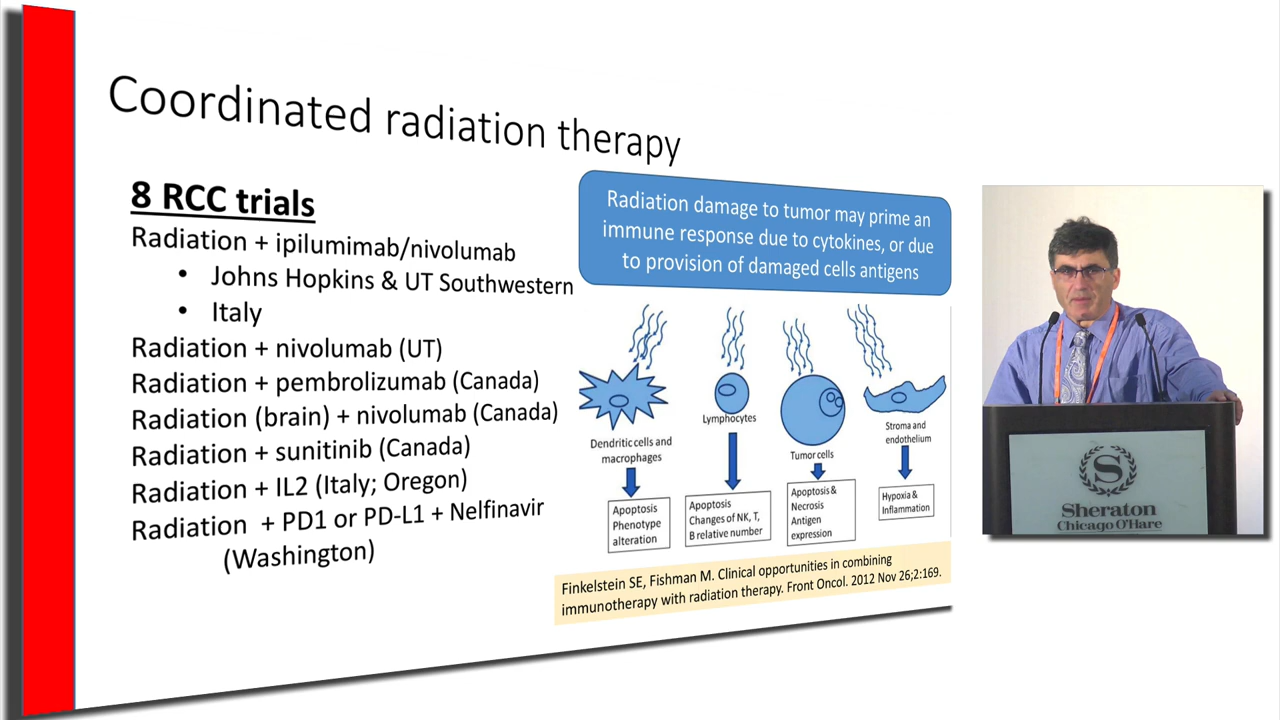 Coordinated radiation therapy
8 RCC trials
Radiation + ipilumimab/nivolumab
• Johns Hopkins & UT Southwestern
• Italy
Radiation + nivolumab (UT)
Radiation + pembrolizumab (Canada)
Radiation (brain) + nivolumab (Canada)
Radiation + sunitinib (Canada)
Radiation + IL2 (Italy; Oregon)
Radiation + PD1 or PD-L1 + Nelfinavir
(Washington)
Radiation damage to tumor may prime an
immune response due to cytokines, or due
to provision of damaged cells antigens
Dendritic cells and
macrophages
Lymphocytes
Tumor cells
Stroma and
endothelium
Apoptosis
Phenotype
alteration
Apoptosis
Changes of NK, T,
B relative number
Apoptosis &
Necrosis
Antigen
expression
Hypoxia &
Inflammation
Finkelstein SE, Fishman M. Clinical opportunities in combining
immunotherapy with radiation therapy. Front Oncol. 2012 Nov 26;2:169.
S
Sheraton
Chicago O'Hare